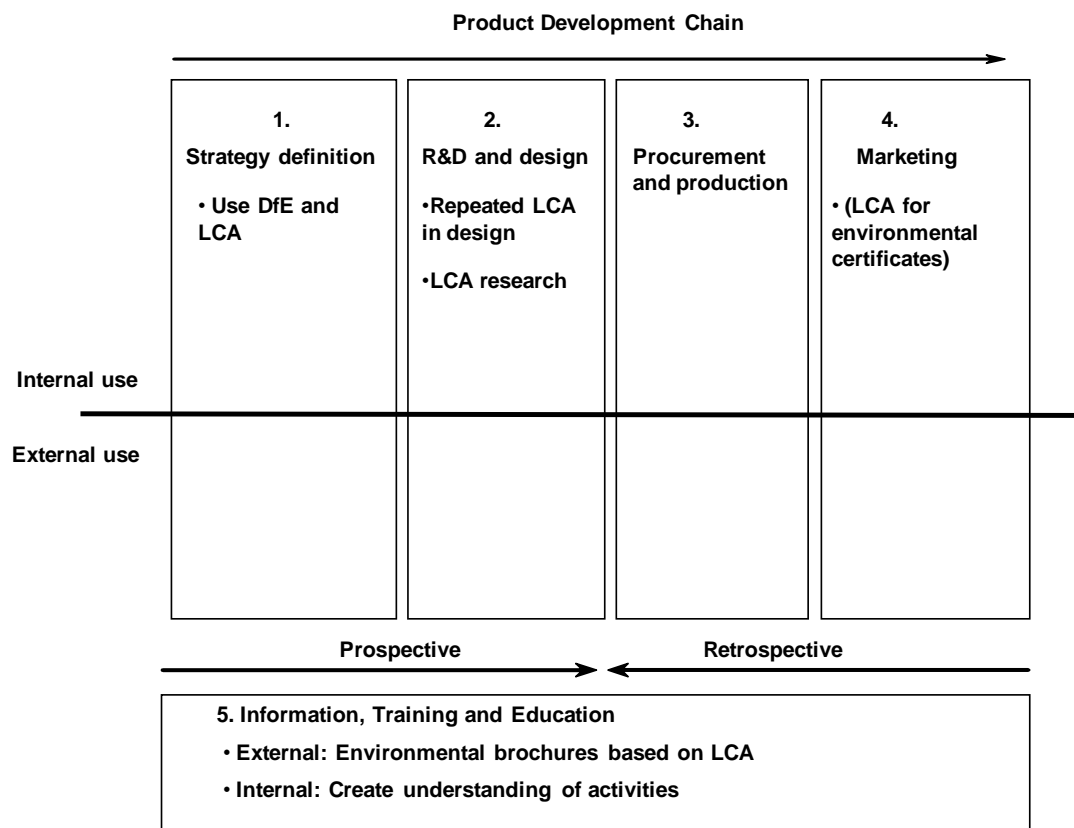 Product Development Chain
1.
Strategy definition
• Use DfE and
LCA
2.
R&D and design
•Repeated LCA
in design
•LCA research
3.
Procurement
and production
4.
Marketing
• (LCA for
environmental
certificates)
Internal use
External use
Prospective
Retrospective
5. Information, Training and Education
• External: Environmental brochures based on LCA
• Internal: Create understanding of activities